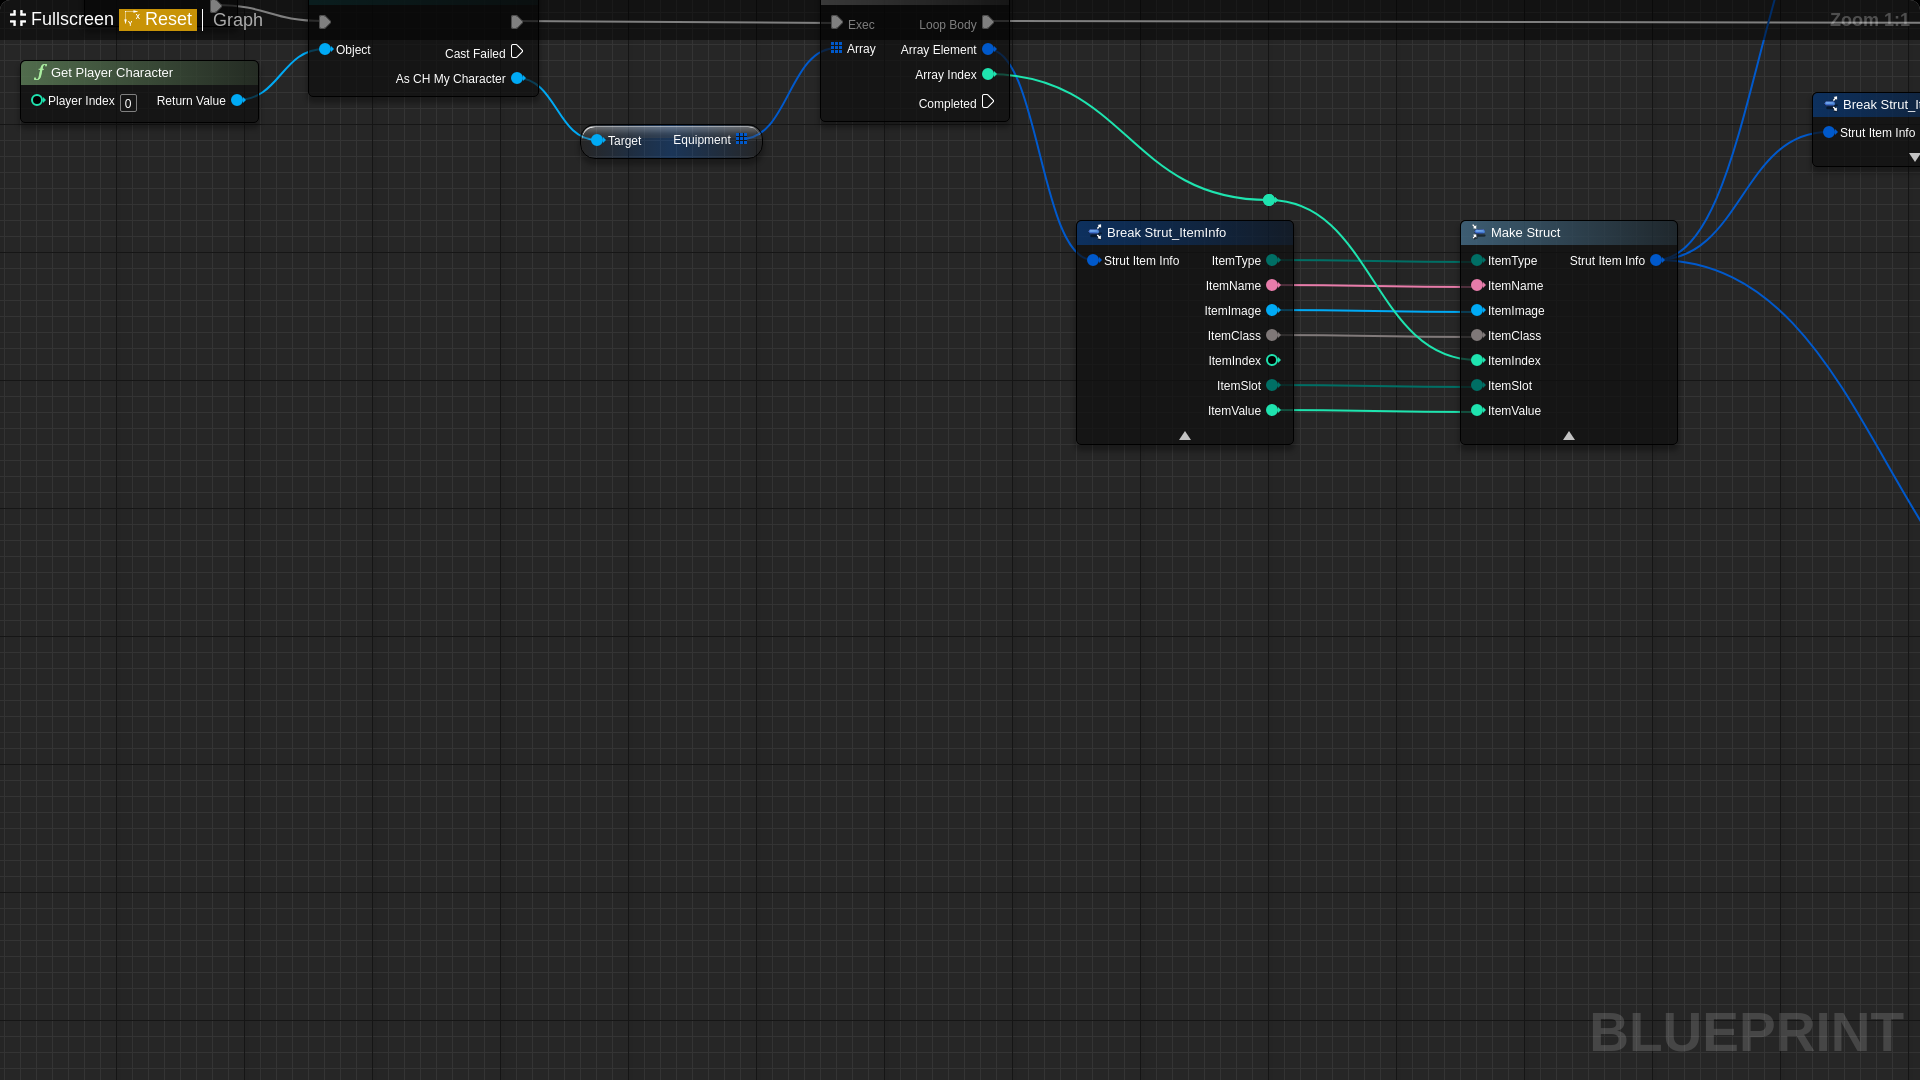 Fullscreen Reset Graph Zoom 1:1
Get Player Character
Player Index 0 Return Value
Object
Cast Failed
As CH My Character
Target Equipment
Exec Loop Body
Array Array Element
Array Index
Completed
Break Strut_ItemInfo
Strut Item Info ItemType
ItemName
ItemImage
ItemClass
ItemIndex
ItemSlot
ItemValue
Make Struct
ItemType Strut Item Info
ItemName
ItemImage
ItemClass
ItemIndex
ItemSlot
ItemValue
Break Strut_I
Strut Item Info
BLUEPRINT